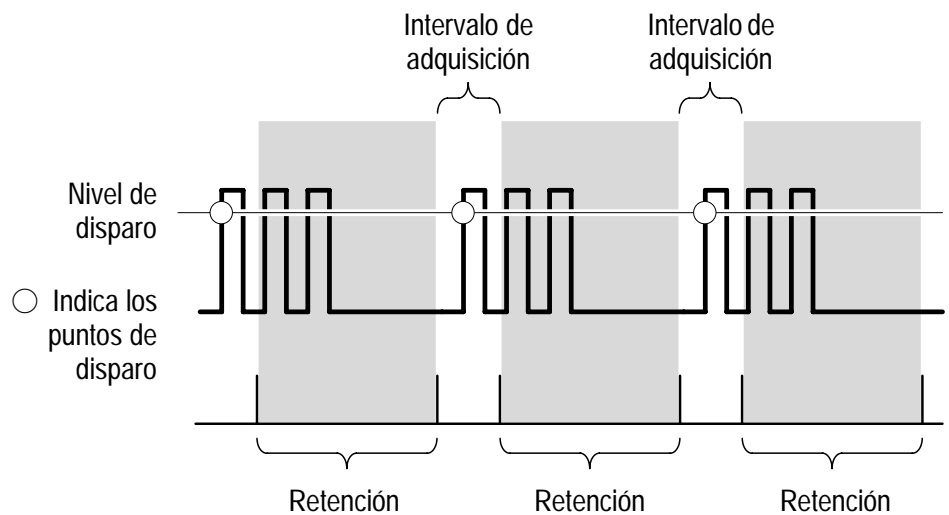 Intervalo de
adquisición
Intervalo de
adquisición
Nivel de
disparo
Indica los
puntos de
disparo
Retención
Retención
Retención